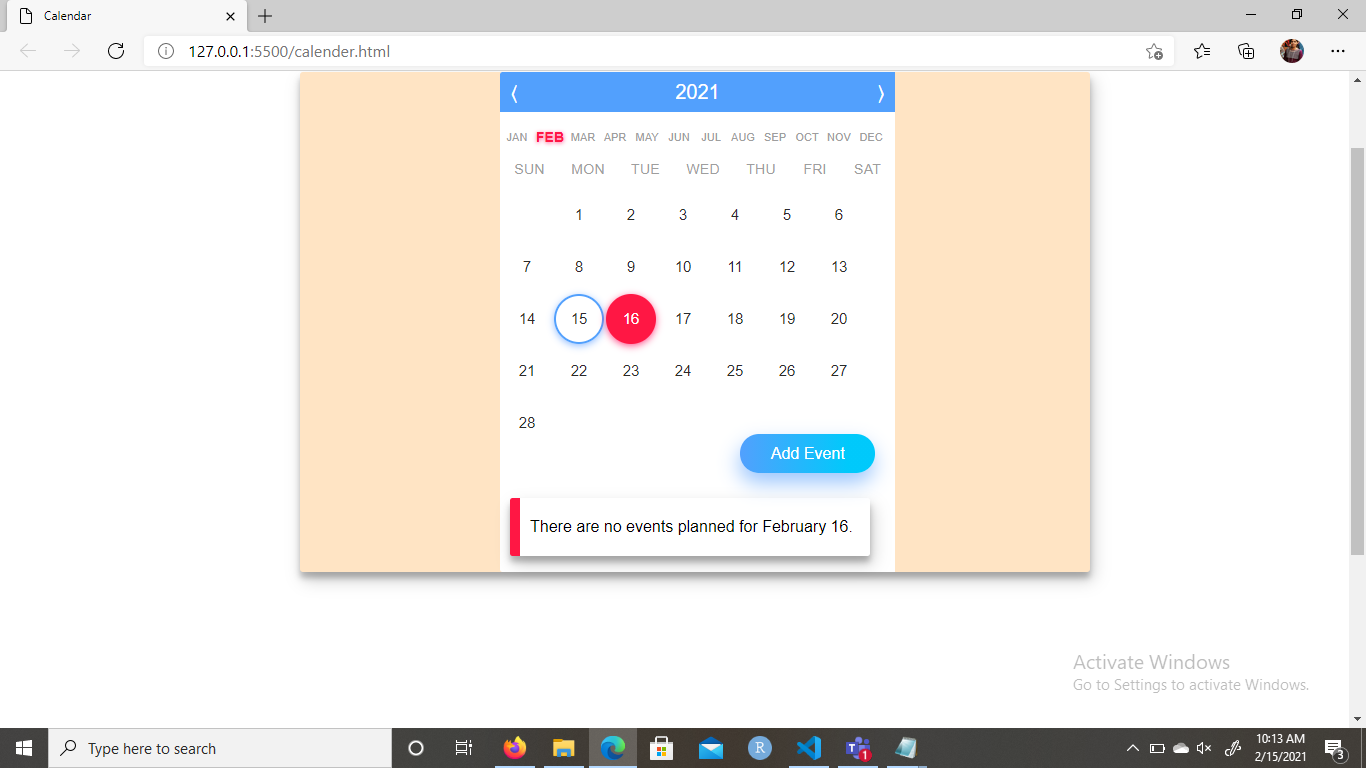 Calendar
127.0.0.1:5500/calender.html
2021
JAN FEB MAR APR MAY JUN JUL AUG SEP OCT NOV DEC
SUN MON TUE WED THU FRI SAT
1 2 3 4 5 6
7 8 9 10 11 12 13
14 15 16 17 18 19 20
21 22 23 24 25 26 27
28
Add Event
There are no events planned for February 16.
Activate Windows
Go to Settings to activate Windows.
Type here to search
R
1
10:13 AM
2/15/2021
3